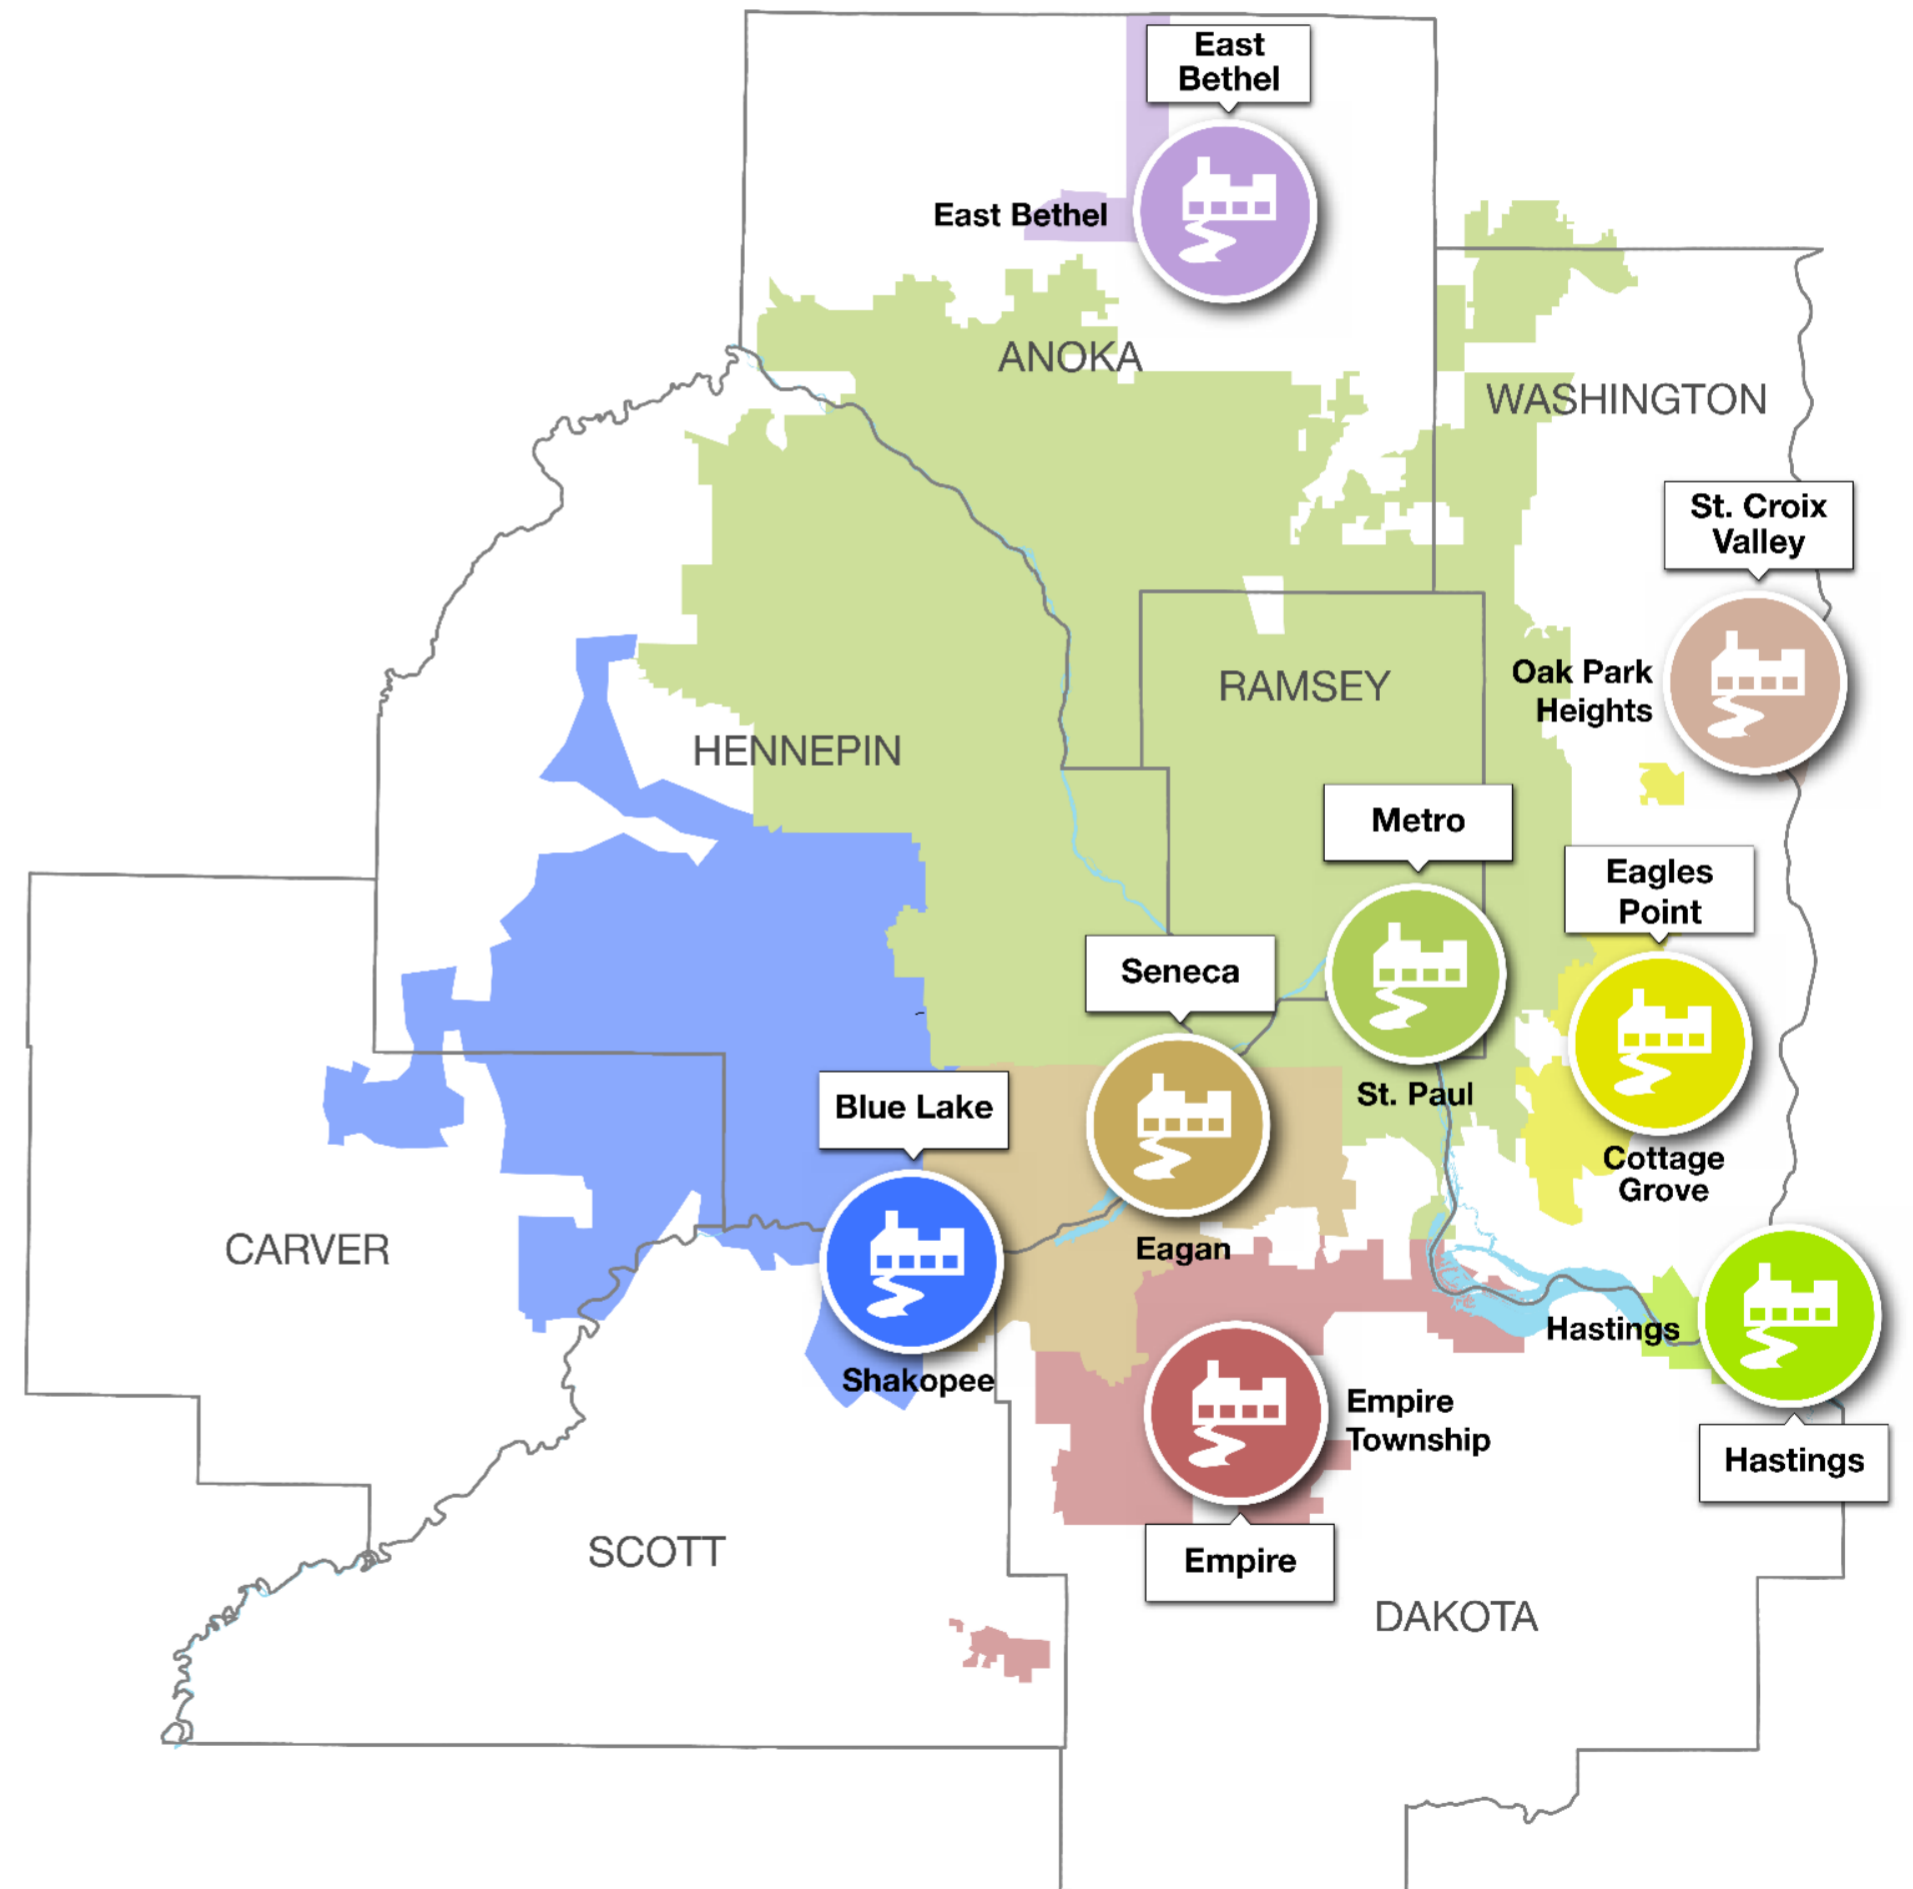 East
Bethel
East Bethel
ANOKA
WASHINGTON
St. Croix
Valley
Oak Park
Heights
RAMSEY
HENNEPIN
Metro
Eagles
Point
Seneca
St. Paul
Blue Lake
Cottage
Grove
CARVER
Eagan
Hastings
Shakopee
Empire
Township
Hastings
Empire
SCOTT
DAKOTA